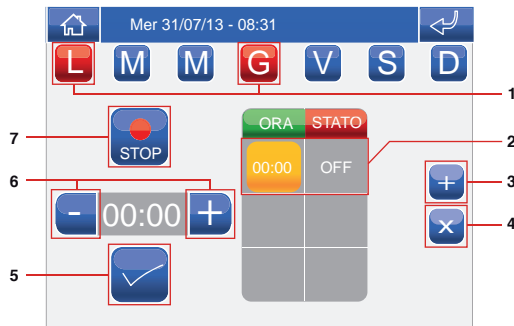 Mer 31/07/13 - 08:31
L M M G V S D
1
7
STOP
ORA STATO
2
00:00 OFF
6
3
- 00:00 +
+
4
x
5